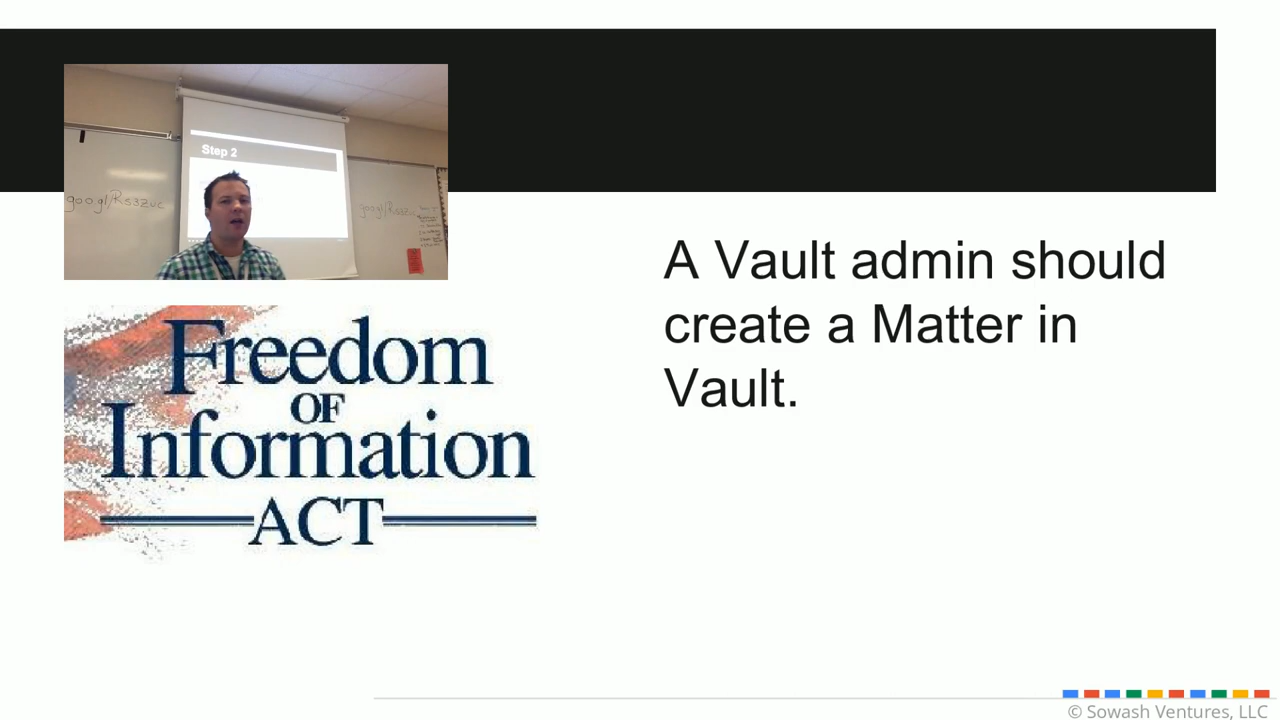 Step 2
goo.gl/Rs3Zuc
A Vault admin should
create a Matter in
Vault.
Freedom
OF
Information
ACT
© Sowash Ventures, LLC